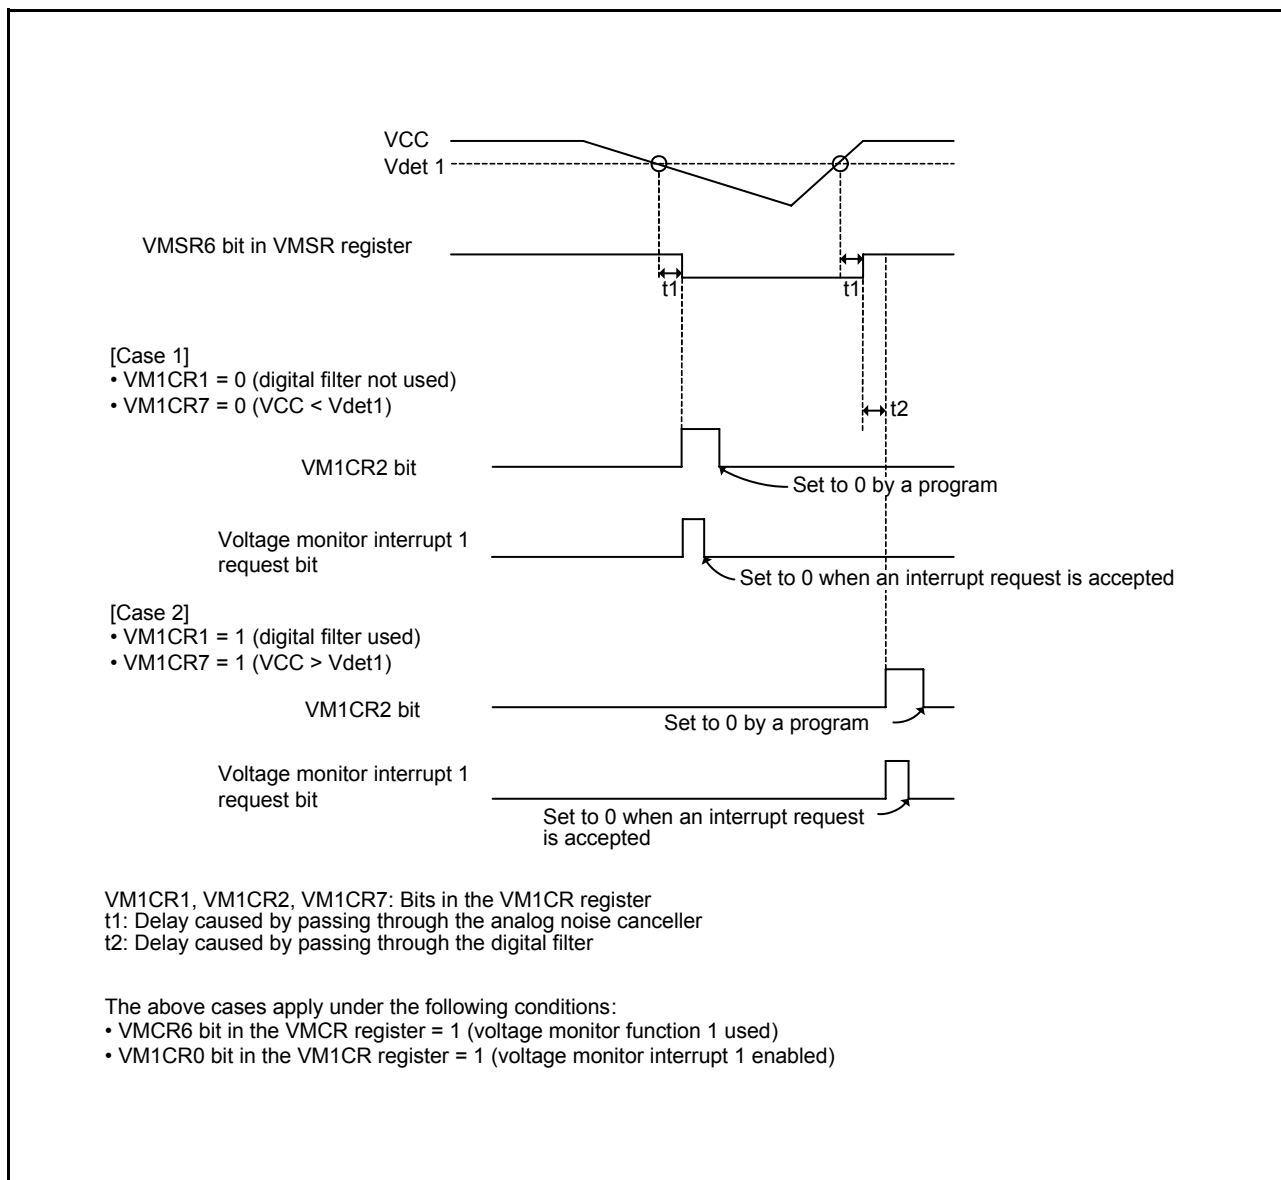 VCC
Vdet 1
VMSR6 bit in VMSR register
t1
t1
[Case 1]
• VM1CR1 = 0 (digital filter not used)
• VM1CR7 = 0 (VCC < Vdet1)
t2
VM1CR2 bit
Set to 0 by a program
Voltage monitor interrupt 1
request bit
Set to 0 when an interrupt request is accepted
[Case 2]
• VM1CR1 = 1 (digital filter used)
• VM1CR7 = 1 (VCC > Vdet1)
VM1CR2 bit
Set to 0 by a program
Voltage monitor interrupt 1
request bit
Set to 0 when an interrupt request
is accepted
VM1CR1, VM1CR2, VM1CR7: Bits in the VM1CR register
t1: Delay caused by passing through the analog noise canceller
t2: Delay caused by passing through the digital filter
The above cases apply under the following conditions:
• VMCR6 bit in the VMCR register = 1 (voltage monitor function 1 used)
• VM1CR0 bit in the VM1CR register = 1 (voltage monitor interrupt 1 enabled)